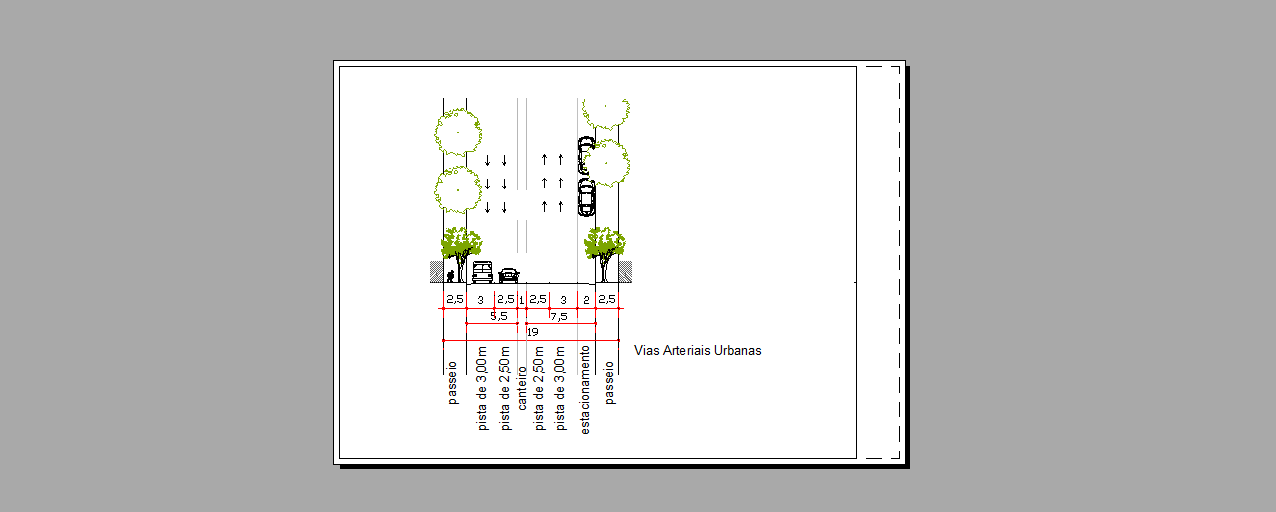 2,5 3 2,5 1 2,5 3 2 2,5
5,5 7,5
19
Vias Arteriais Urbanas
passeio
pista de 3,00m
pista de 2,50m
canteiro
pista de 2,50m
pista de 3,00m
estacionamento
passeio